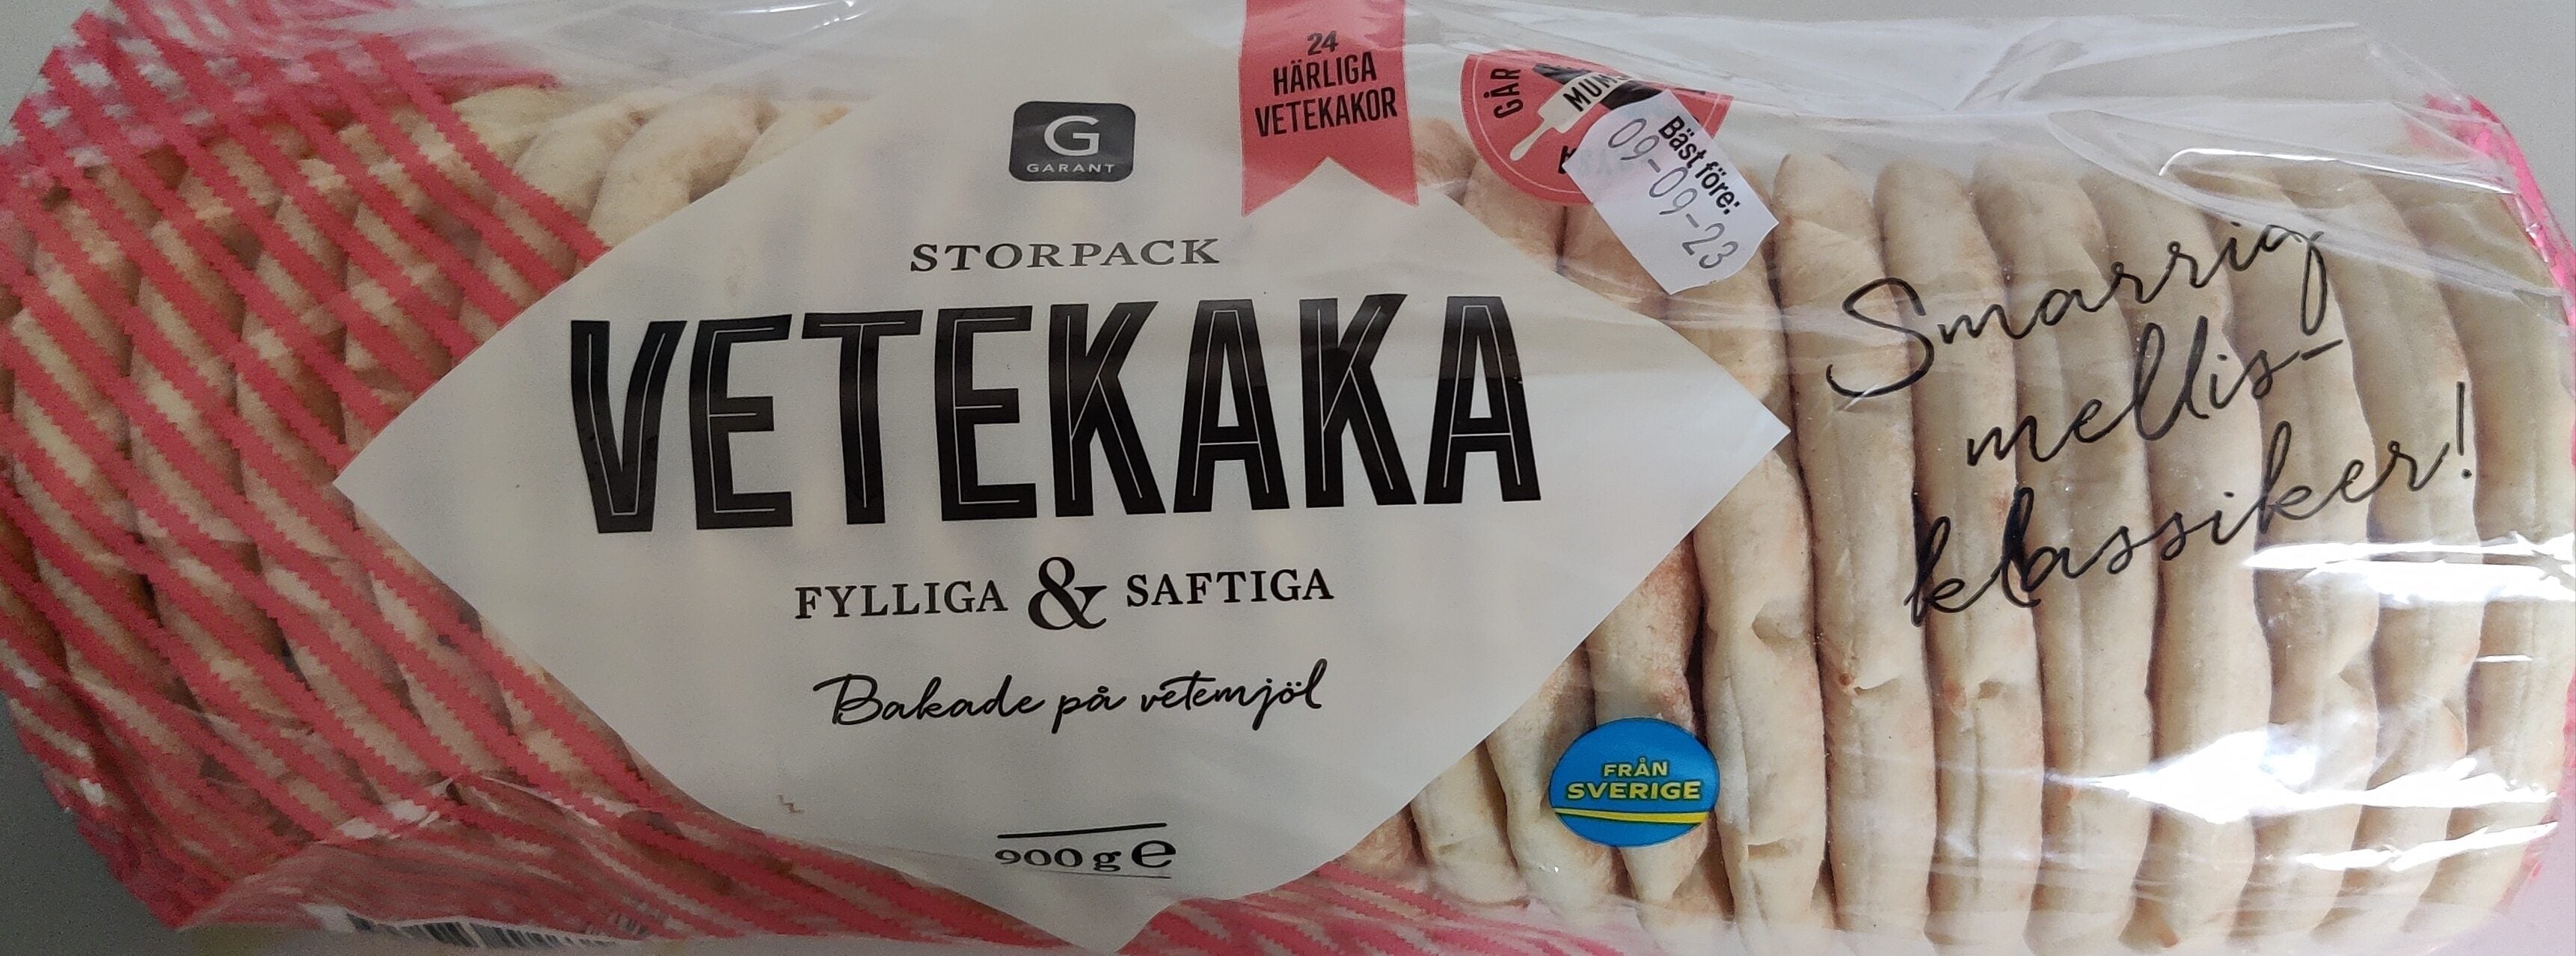 24
HÄRLIGA
VETEKAKOR
G
GARANT
GÅR
Bäst före:
09-09-23
STORPACK
VETEKAKA
FYLLIGA & SAFTIGA
Bakade på vetemjöl
900 g e
Smarrig
mellis-
klassiker!
FRÅN
SVERIGE